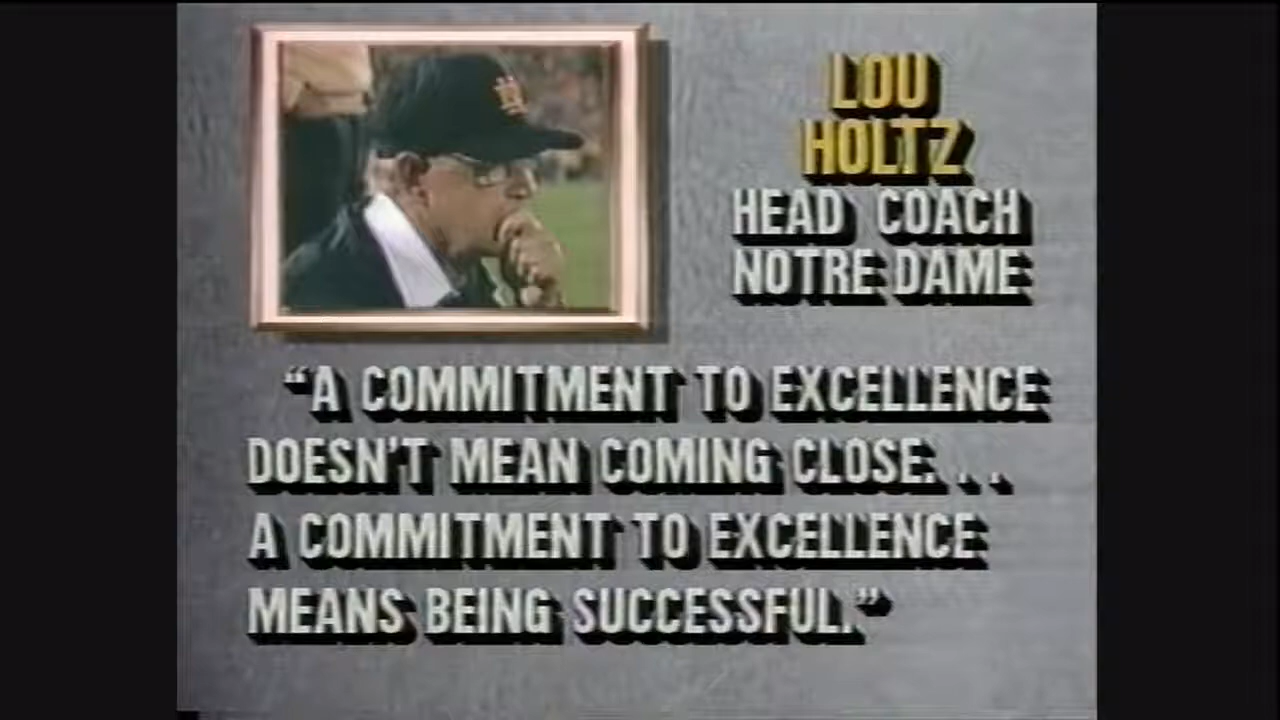 LOU
HOLTZ
HEAD COACH
NOTRE DAME
“A COMMITMENT TO EXCELLENCE
DOESN'T MEAN COMING CLOSE. . .
A COMMITMENT TO EXCELLENCE
MEANS BEING SUCCESSFUL.”